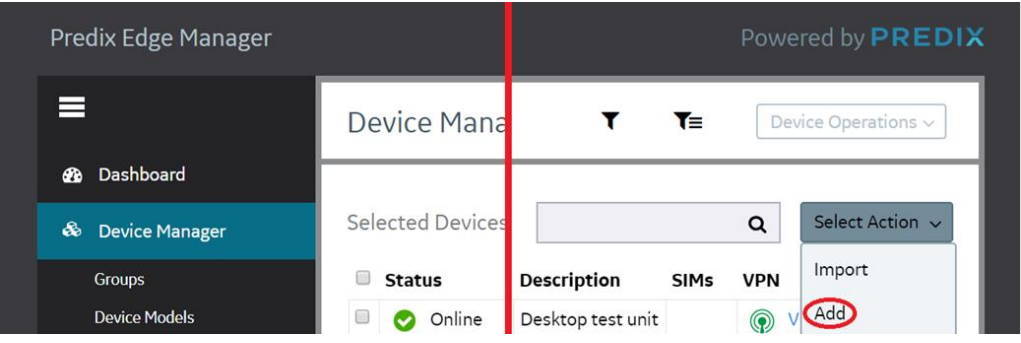 Predix Edge Manager Powered by PREDIX
Device Mana Device Operations
Dashboard
Selected Devices Select Action
Device Manager
Groups Import
Status Description SIMs VPN
Device Models Add
Online Desktop test unit V